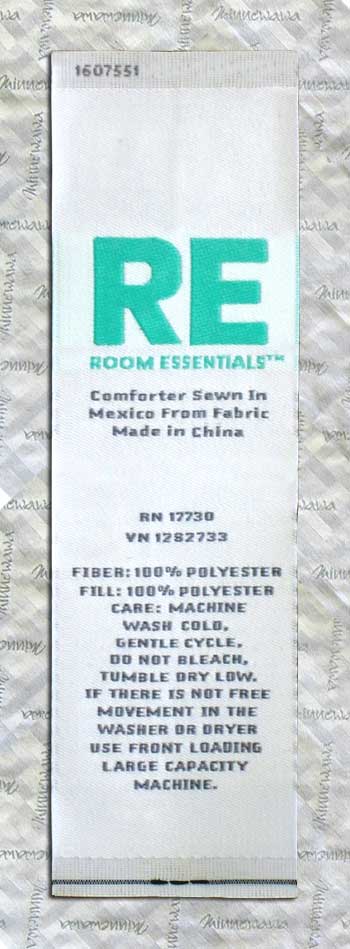 1607551
RE
ROOM ESSENTIALS™
Comforter Sewn In
Mexico From Fabric
Made in China
RN 17730
VN 1282733
FIBER: 100% POLYESTER
FILL: 100% POLYESTER
CARE: MACHINE
WASH COLD,
GENTLE CYCLE,
DO NOT BLEACH,
TUMBLE DRY LOW.
IF THERE IS NOT FREE
MOVEMENT IN THE
WASHER OR DRYER
USE FRONT LOADING
LARGE CAPACITY
MACHINE.
Minnewawa